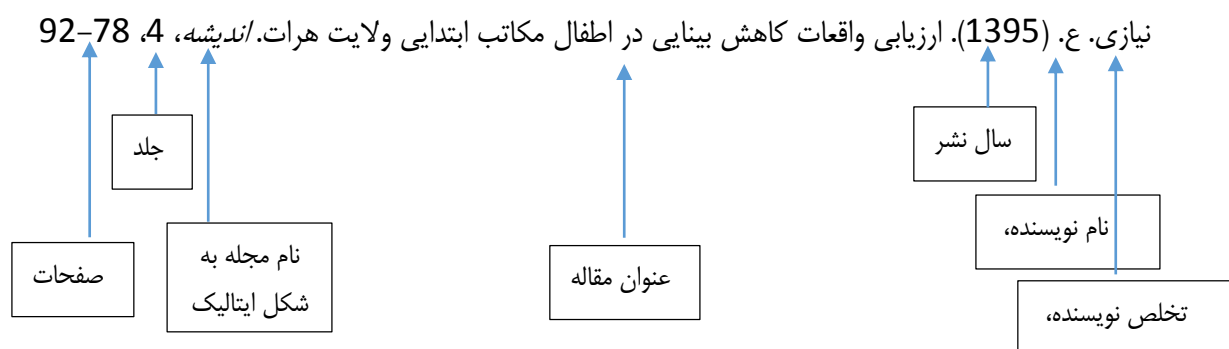 نیازی. ع. (1395). ارزیابی واقعات کاهش بینایی در اطفال مکاتب ابتدایی ولایت هرات. اندیشه، 4، 78–92
سال نشر
جلد
نام نویسنده،
نام مجله به
شکل ایتالیک
عنوان مقاله
صفحات
تخلص نویسنده،